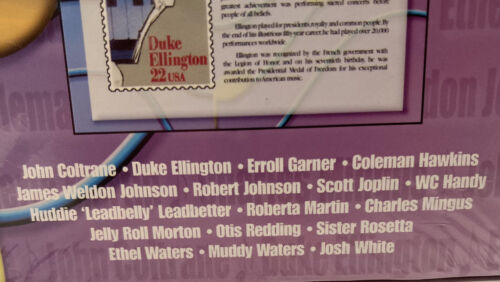 greatest achievement was performing sacred concerts before
people of all beliefs.
Ellington played for presidents, royalty and common people. By
the end of his illustrious fifty year career, he had played over 20,000
performances worldwide.
Ellington was recognized by the French government with
the Legion of Honor, and on his seventieth birthday, he was
awarded the Presidential Medal of Freedom for his exceptional
contribution to American music.
Duke
Ellington
22 USA
John Coltrane • Duke Ellington • Erroll Garner • Coleman Hawkins
James Weldon Johnson • Robert Johnson • Scott Joplin • WC Handy
Huddie 'Leadbelly' Leadbetter • Roberta Martin • Charles Mingus
Jelly Roll Morton • Otis Redding • Sister Rosetta
Ethel Waters • Muddy Waters • Josh White